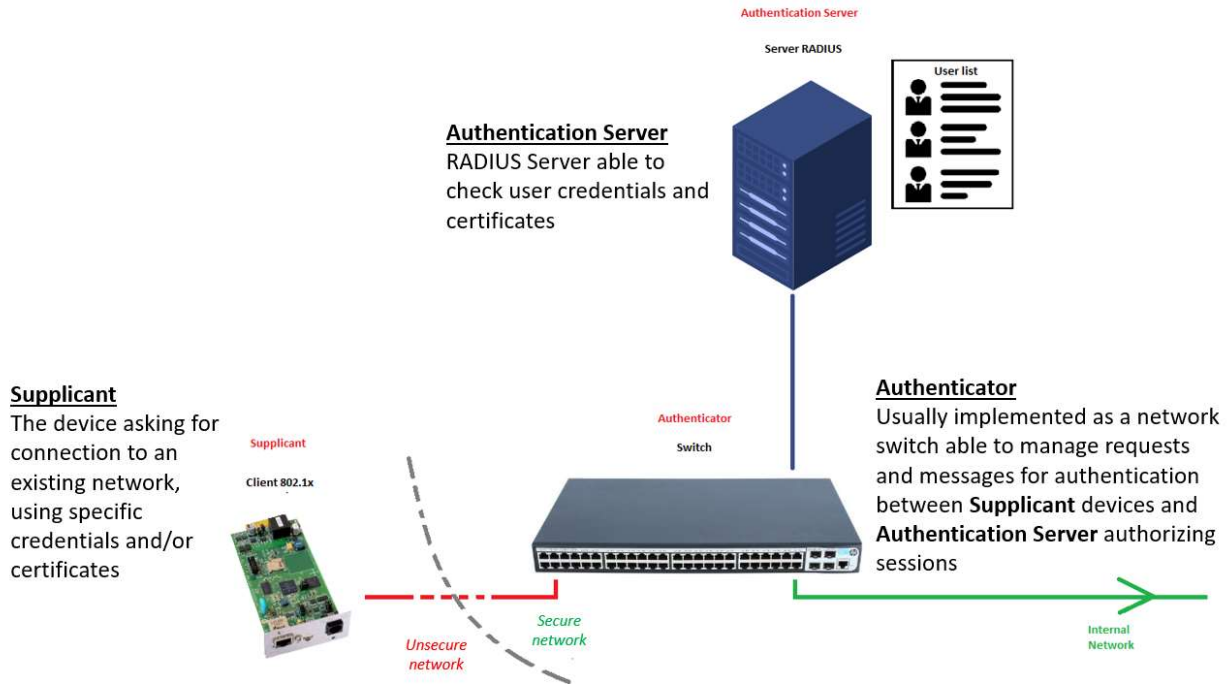 Authentication Server
Server RADIUS
User list
Authentication Server
RADIUS Server able to
check user credentials and
certificates
Supplicant
The device asking for
connection to an
existing network,
using specific
credentials and/or
certificates
Supplicant
Client 802.1x
Authenticator
Switch
Authenticator
Usually implemented as a network
switch able to manage requests
and messages for authentication
between Supplicant devices and
Authentication Server authorizing
sessions
Unsecure
network
Secure
network
Internal
Network